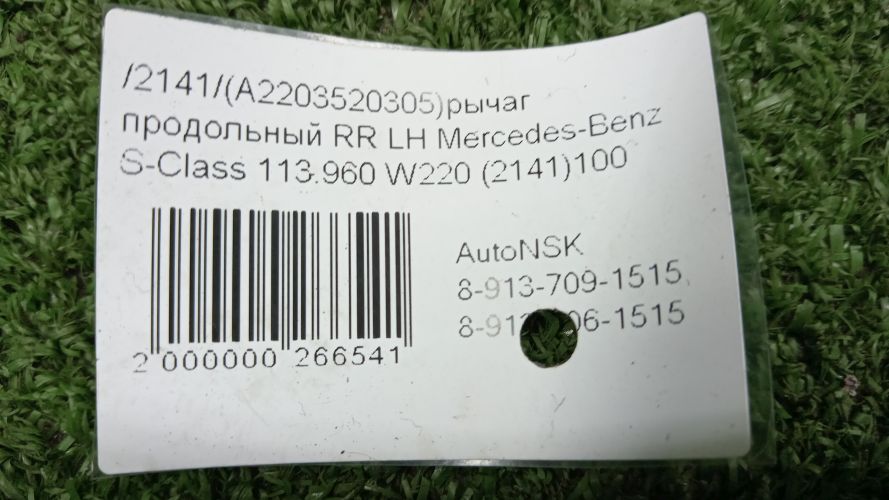 /2141/(A2203520305)рычаг
продольный RR LH Mercedes-Benz
S-Class 113.960 W220 (2141)100
AutoNSK
8-913-709-1515,
2 000000 266541